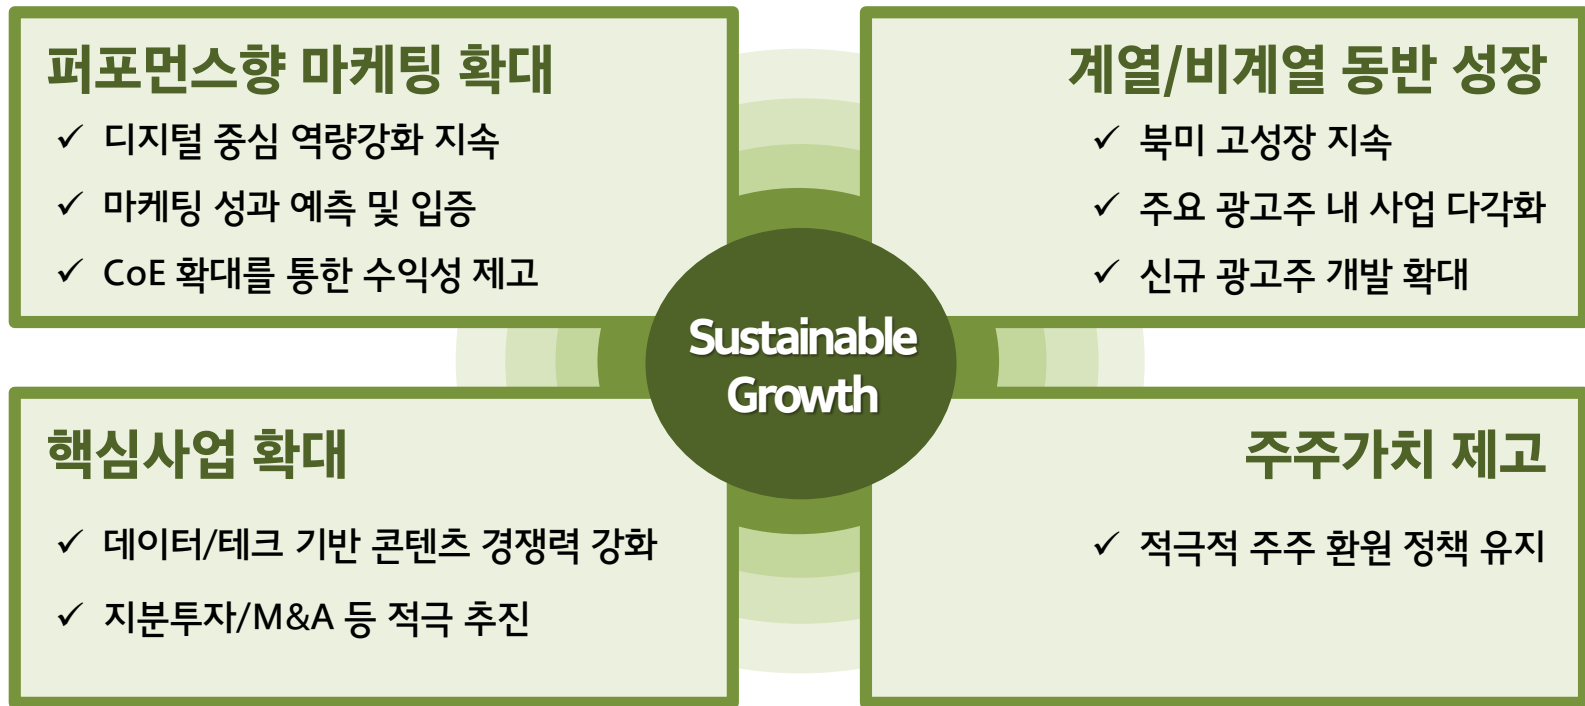 퍼포먼스향 마케팅 확대
✓ 디지털 중심 역량강화 지속
✓ 마케팅 성과 예측 및 입증
✓ CoE 확대를 통한 수익성 제고
계열/비계열 동반 성장
✓ 북미 고성장 지속
✓ 주요 광고주 내 사업 다각화
✓ 신규 광고주 개발 확대
Sustainable
Growth
핵심사업 확대
✓ 데이터/테크 기반 콘텐츠 경쟁력 강화
✓ 지분투자/M&A 등 적극 추진
주주가치 제고
✓ 적극적 주주 환원 정책 유지